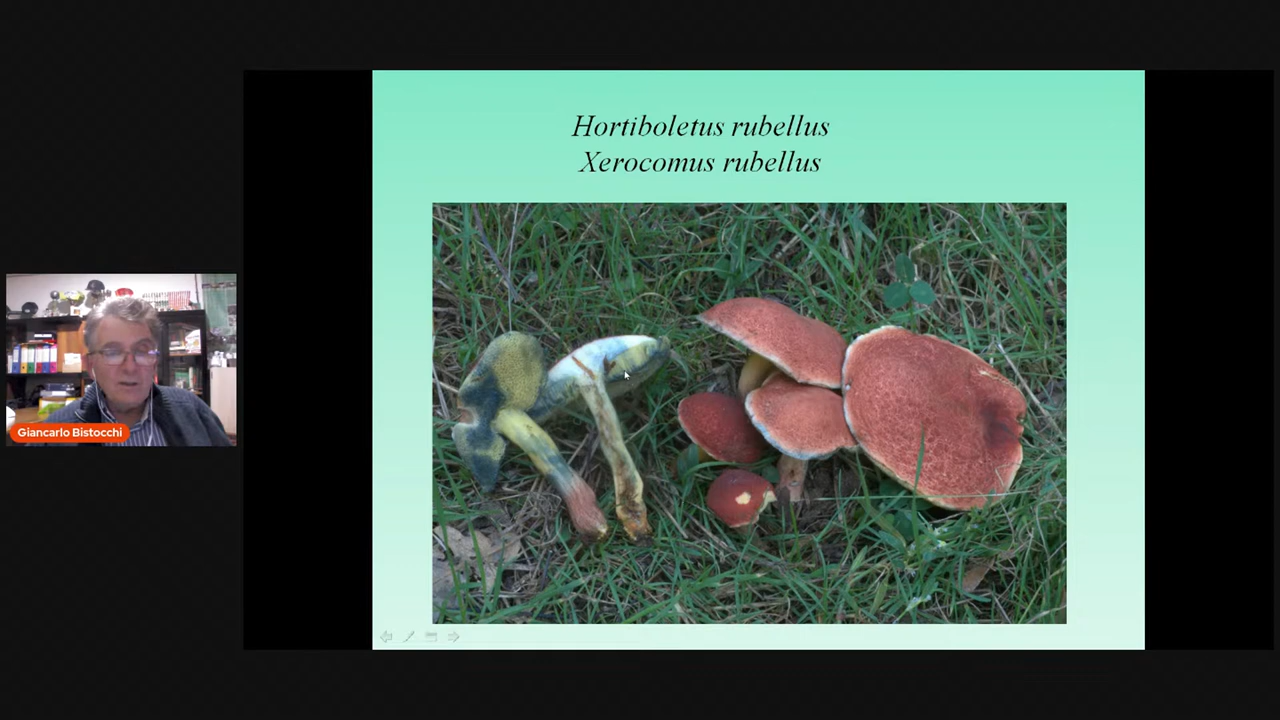 Hortiboletus rubellus
Xerocomus rubellus
Giancarlo Bistocchi